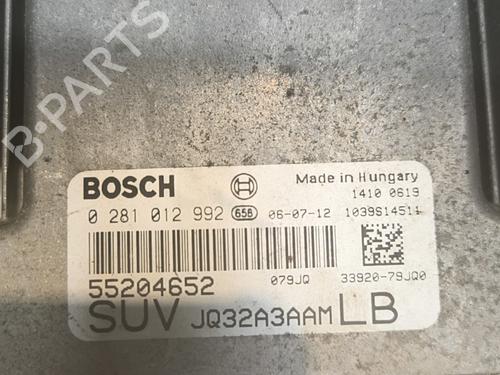 B-PARTS
BOSCH
Made in Hungary
1410 0619
0 281 012 992 658 06-07-12 1039S14511
55204652
079JQ 33920-79JQ0
SUV JQ32A3AAM LB